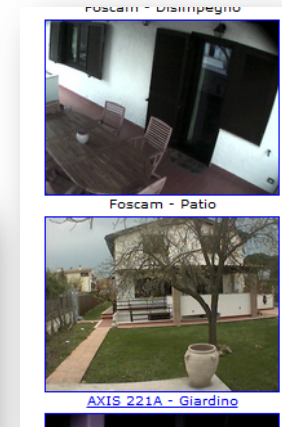 Foscam - Disimpegno
Foscam - Patio
AXIS 221A - Giardino